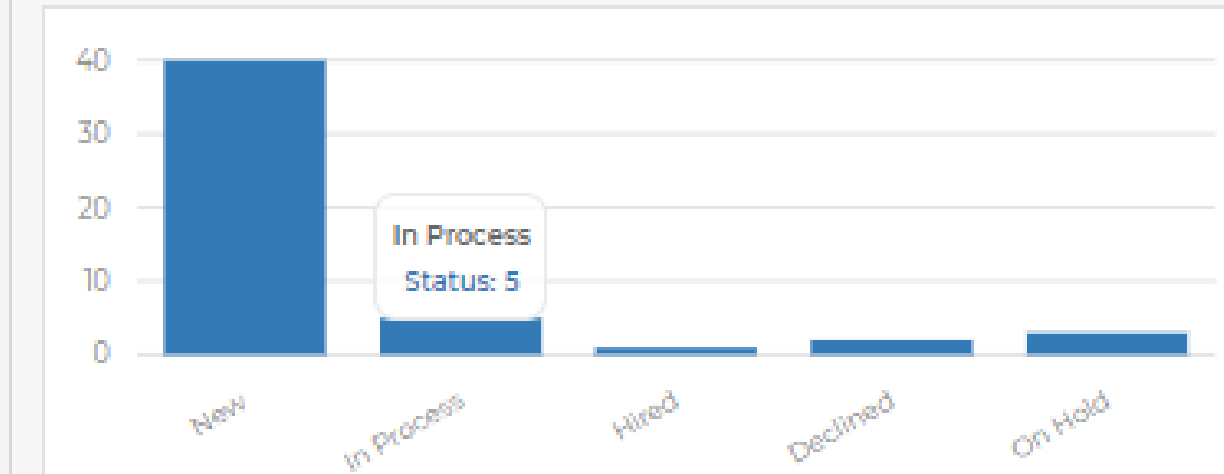 40
30
20
10
0
In Process
Status: 5
New
In Process
Hired
Declined
On Hold